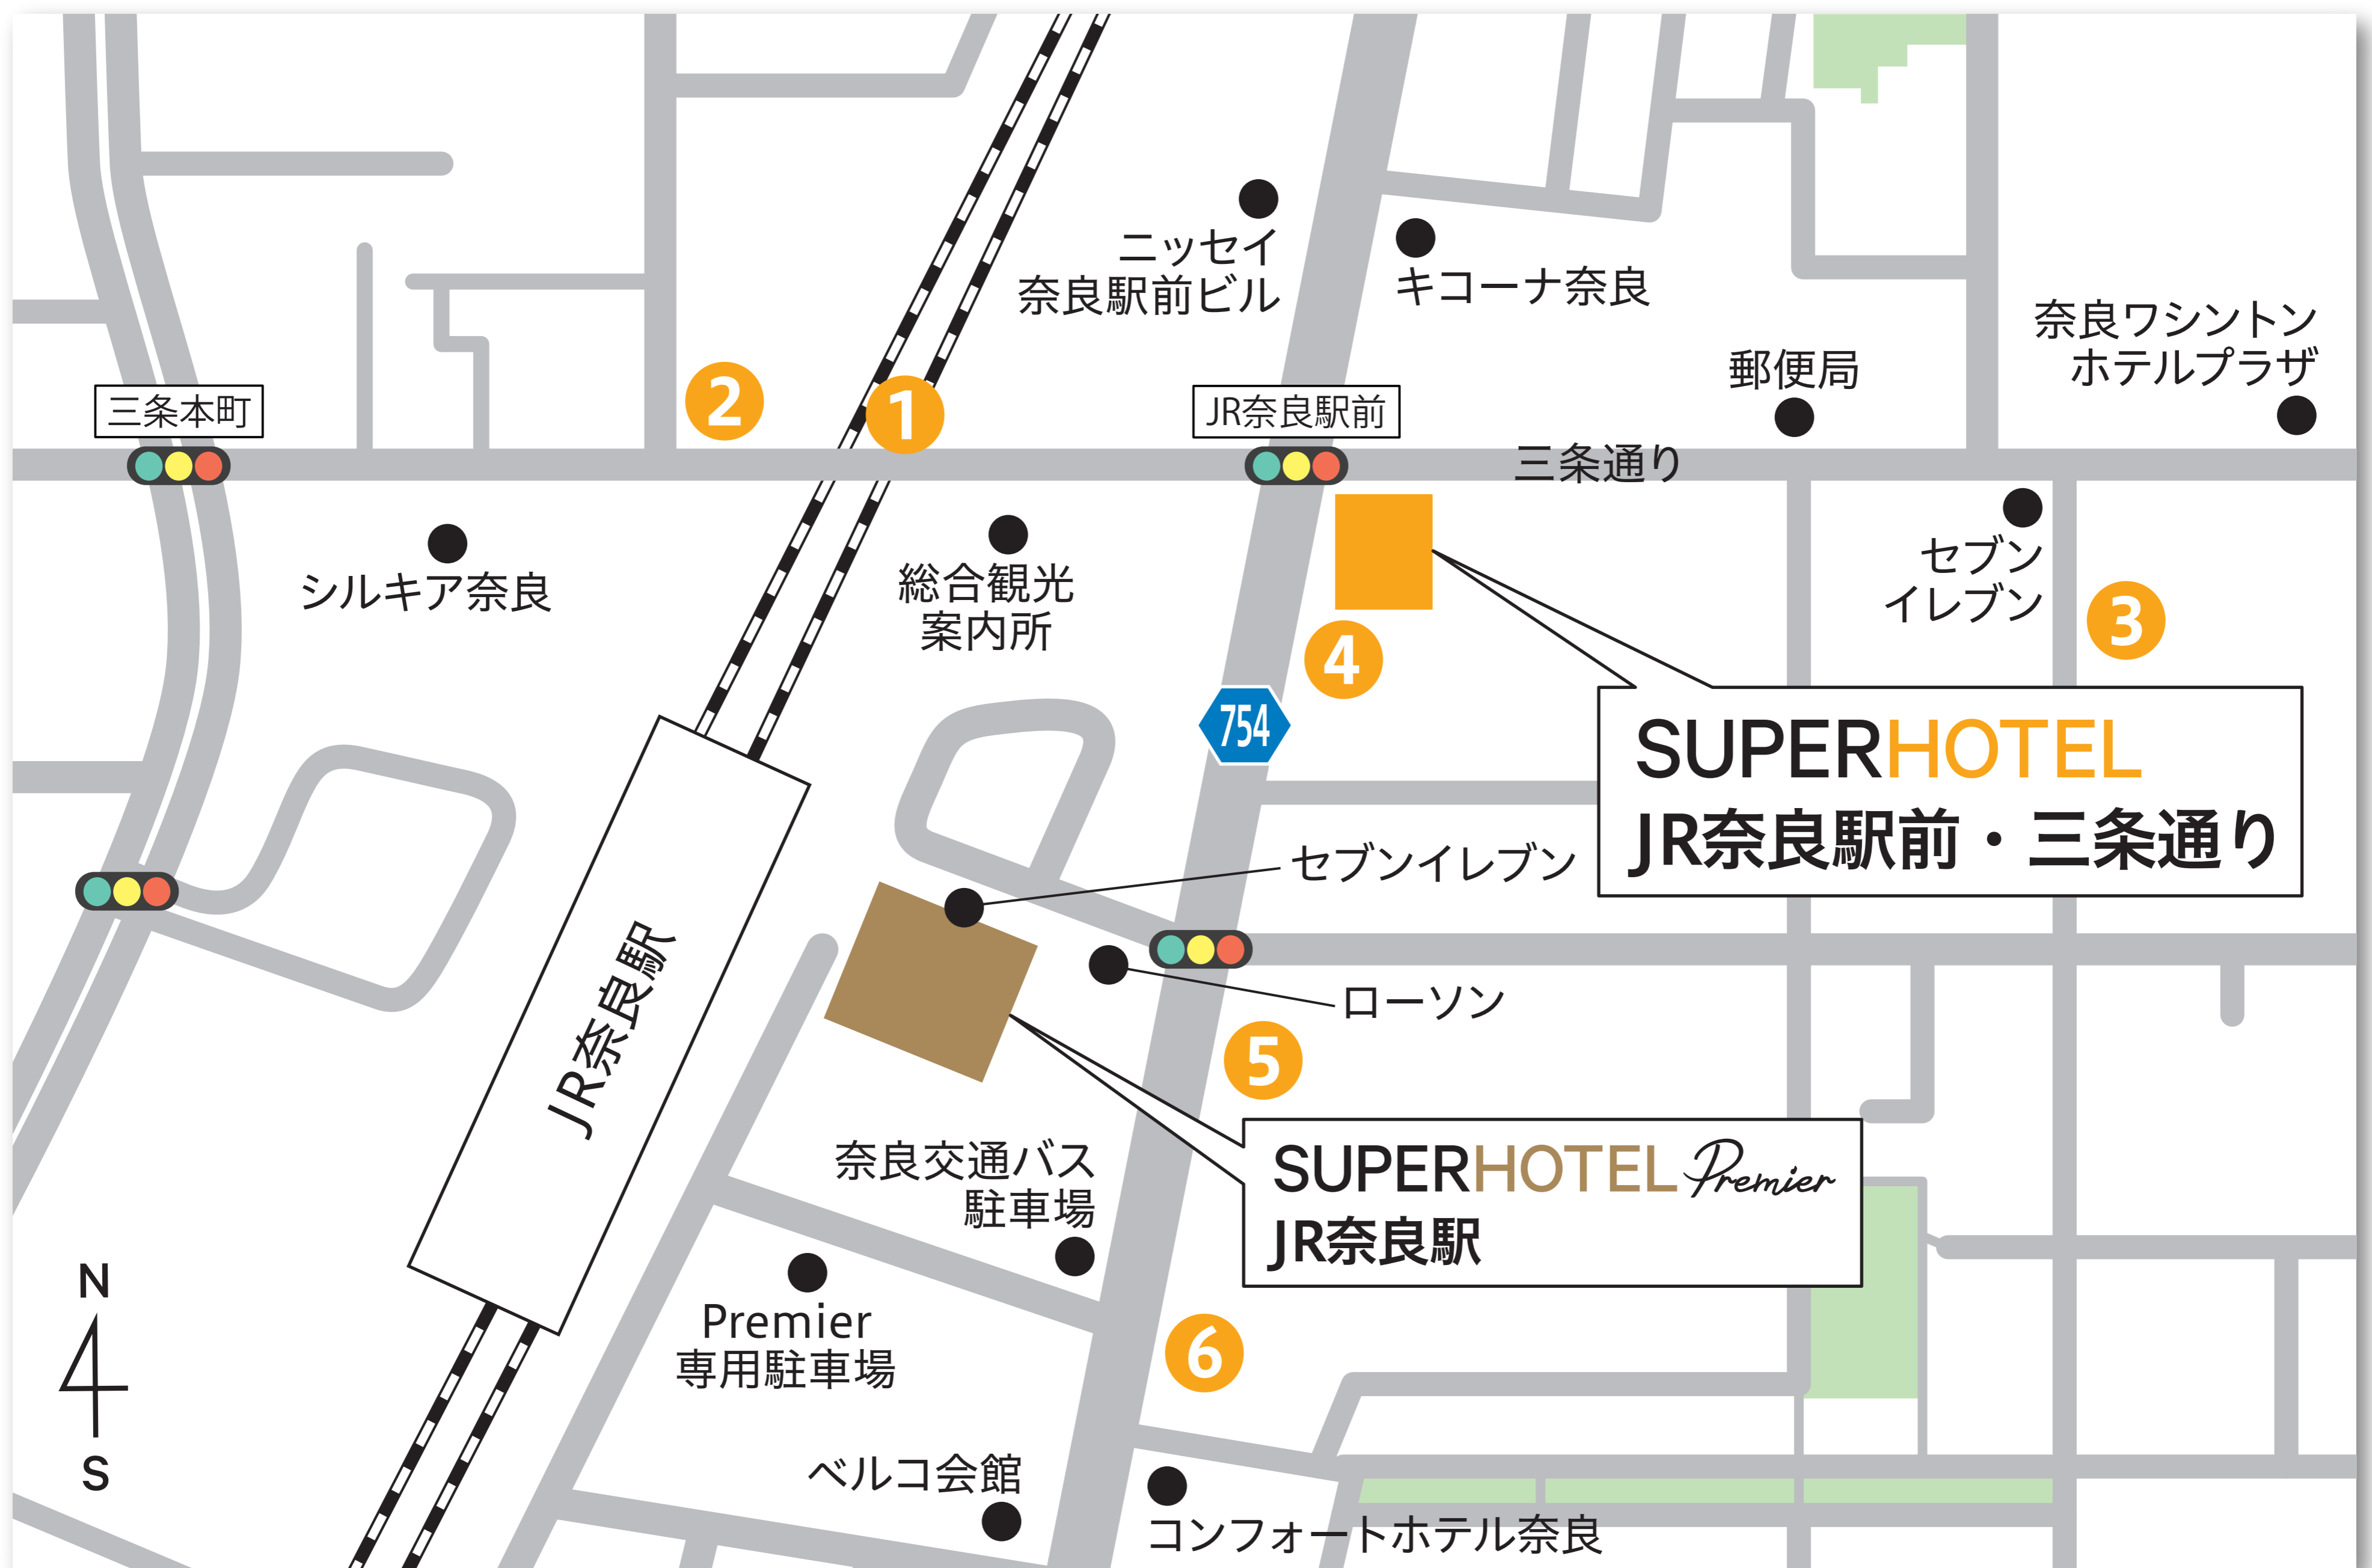 ニッセイ
奈良駅前ビル
キコーナ奈良
奈良ワシントン
ホテルプラザ
郵便局
三条本町
2
1
JR奈良駅前
三条通り
シルキア奈良
総合観光
案内所
セブン
イレブン
3
4
754
SUPERHOTEL
JR奈良駅前・三条通り
セブンイレブン
JR奈良駅
ローソン
5
奈良交通バス
駐車場
SUPERHOTEL Premier
JR奈良駅
N
S
Premier
専用駐車場
6
ベルコ会館
コンフォートホテル奈良